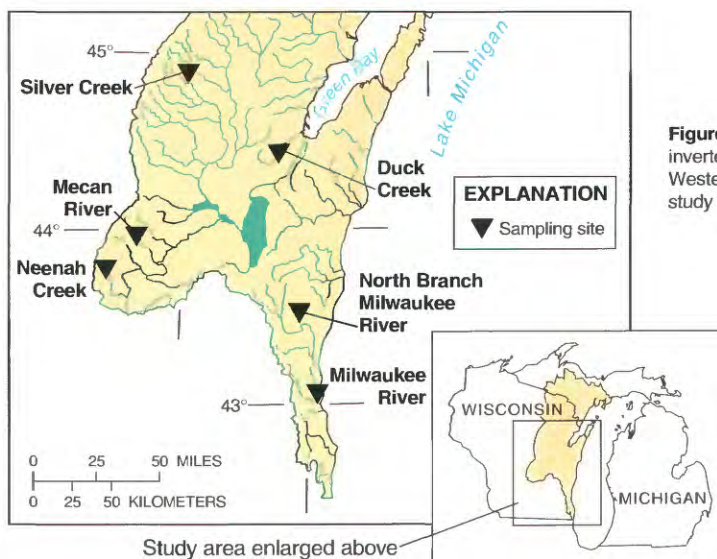 45°
Silver Creek
Green Bay
Lake Michigan
Duck
Creek
Mecan
River
44°
Neenah
Creek
EXPLANATION
Sampling site
North Branch
Milwaukee
River
Milwaukee
River
43°
0 25 50 MILES
0 25 50 KILOMETERS
Figure
inverte
Weste
study
WISCONSIN
MICHIGAN
Study area enlarged above